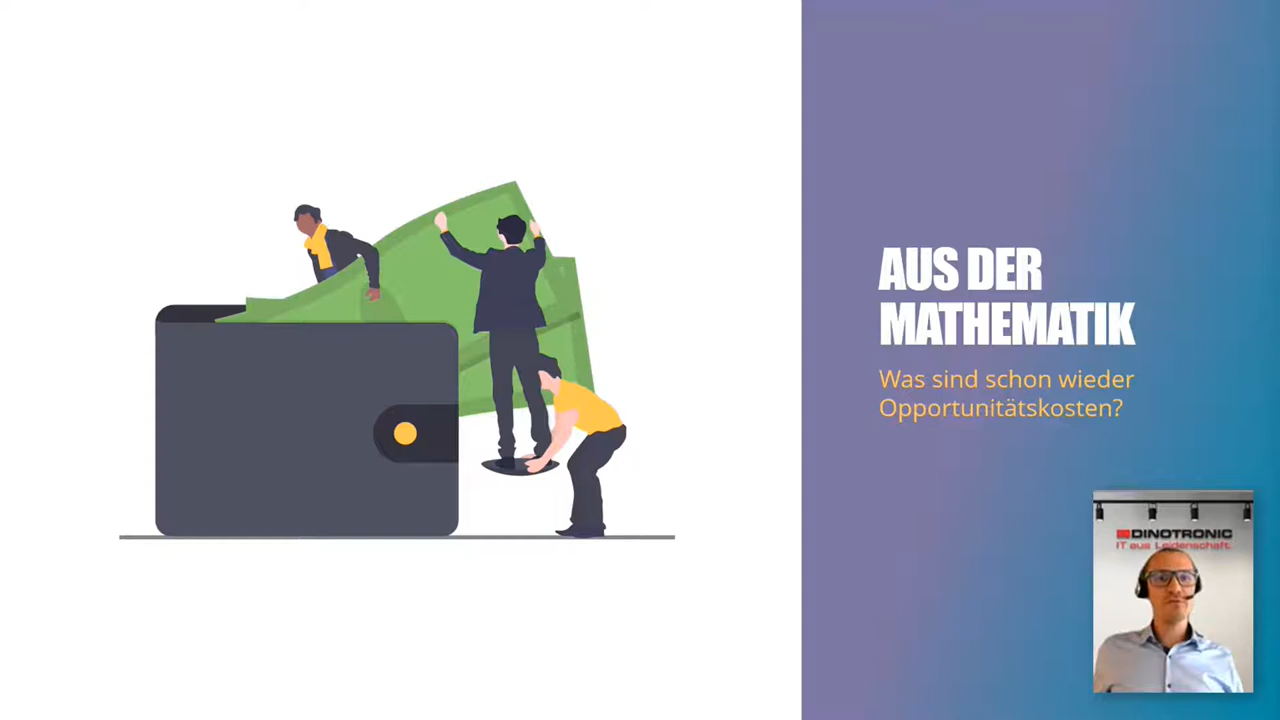 AUS DER
MATHEMATIK
Was sind schon wieder
Opportunitätskosten?
DINOTRONIC
IT aus Leidenschaft.